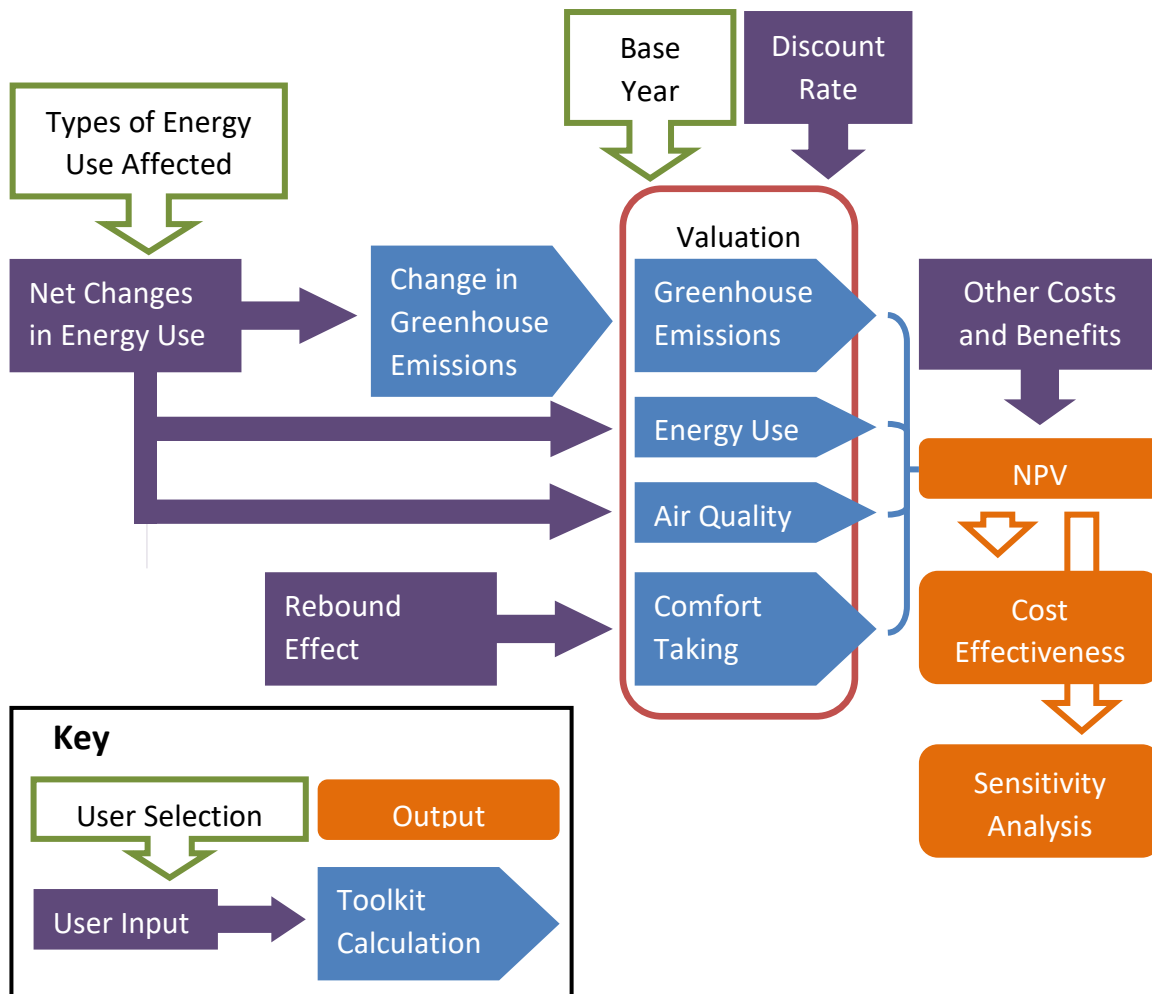 Base
Year
Discount
Rate
Types of Energy
Use Affected
Valuation
Net Changes
in Energy Use
Change in
Greenhouse
Emissions
Greenhouse
Emissions
Other Costs
and Benefits
Energy Use
NPV
Air Quality
Rebound
Effect
Comfort
Taking
Cost
Effectiveness
Sensitivity
Analysis
Key
User Selection
Output
User Input
Toolkit
Calculation